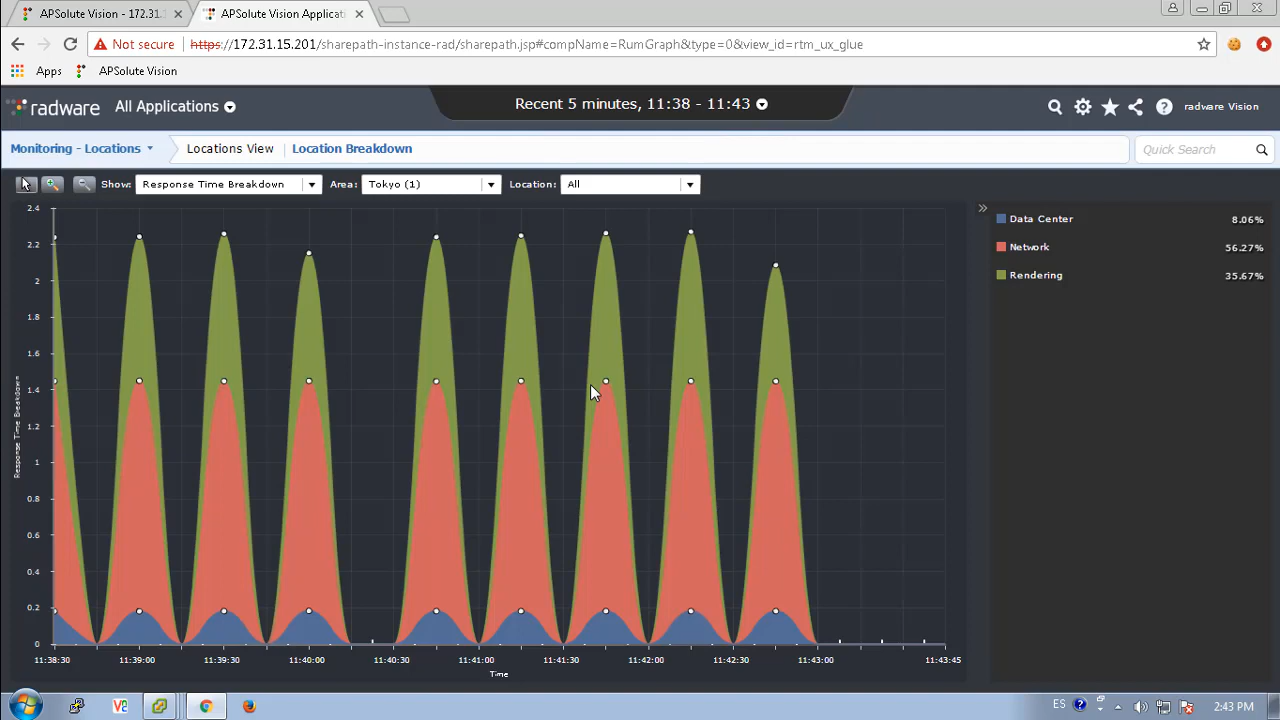 APSolute Vision - 172.31.
APSolute Vision Applicati
Not secure https://172.31.15.201/sharepath-instance-rad/sharepath.jsp#compName=RumGraph&type=0&view_id=rtm_ux_glue
Apps APSolute Vision
radware All Applications Recent 5 minutes, 11:38 - 11:43 radware Vision
Monitoring - Locations Locations View Location Breakdown Quick Search
Show: Response Time Breakdown Area: Tokyo (1) Location: All
2.4
2.2
2
1.8
1.6
1.4
1.2
1
0.8
0.6
0.4
0.2
0
Response Time Breakdown
11:38:30 11:39:00 11:39:30 11:40:00 11:40:30 11:41:00 11:41:30 11:42:00 11:42:30 11:43:00 11:43:45
Time
Data Center 8.06%
Network 56.27%
Rendering 35.67%
ES 2:43 PM